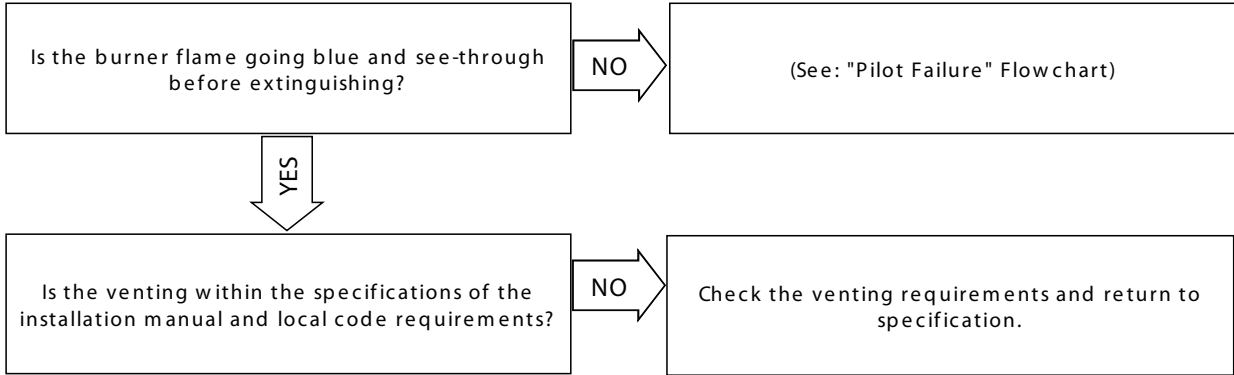 Is the burner flame going blue and see-through
before extinguishing?
NO
(See: "Pilot Failure" Flowchart)
YES
Is the venting within the specifications of the
installation manual and local code requirements?
NO
Check the venting requirements and return to
specification.